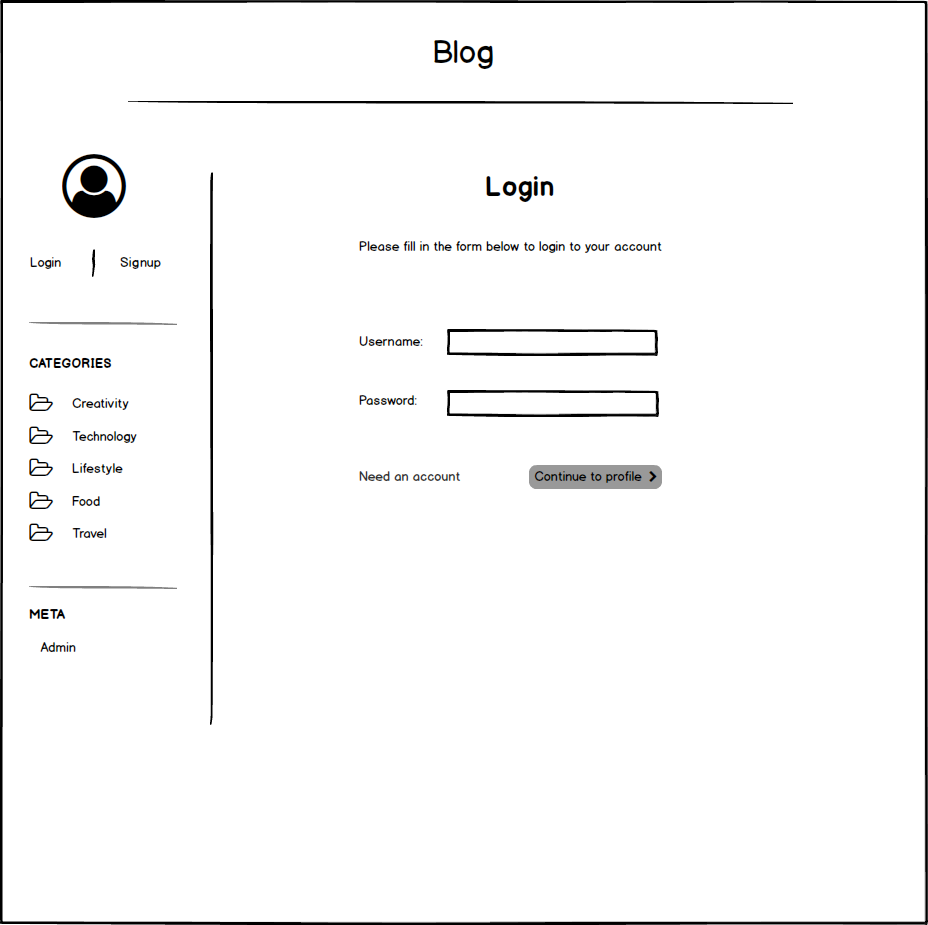 Blog
Login Signup
CATEGORIES
Creativity
Technology
Lifestyle
Food
Travel
META
Admin
Login
Please fill in the form below to login to your account
Username:
Password:
Need an account Continue to profile